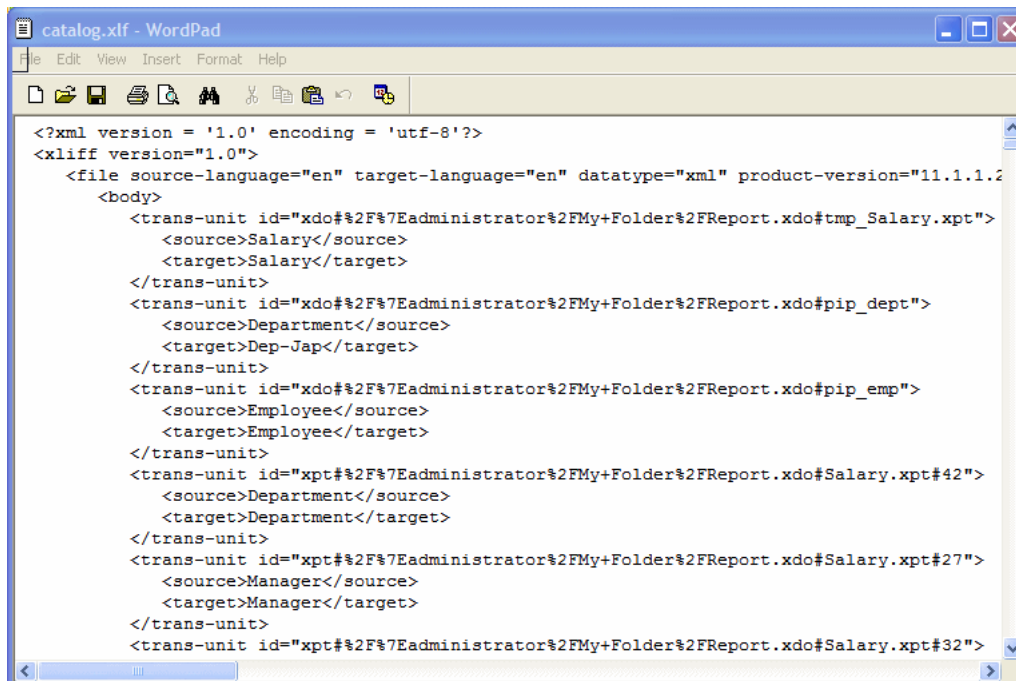 catalog.xlf - WordPad
File Edit View Insert Format Help
<?xml version = '1.0' encoding = 'utf-8'?>
<xliff version="1.0">
<file source-language="en" target-language="en" datatype="xml" product-version="11.1.1.2
<body>
<trans-unit id="xdo#%2F%7Eadministrator%2FMy+Folder%2FReport.xdo#tmp_Salary.xpt">
<source>Salary</source>
<target>Salary</target>
</trans-unit>
<trans-unit id="xdo#%2F%7Eadministrator%2FMy+Folder%2FReport.xdo#pip_dept">
<source>Department</source>
<target>Dep-Jap</target>
</trans-unit>
<trans-unit id="xdo#%2F%7Eadministrator%2FMy+Folder%2FReport.xdo#pip_emp">
<source>Employee</source>
<target>Employee</target>
</trans-unit>
<trans-unit id="xpt#%2F%7Eadministrator%2FMy+Folder%2FReport.xdo#Salary.xpt#42">
<source>Department</source>
<target>Department</target>
</trans-unit>
<trans-unit id="xpt#%2F%7Eadministrator%2FMy+Folder%2FReport.xdo#Salary.xpt#27">
<source>Manager</source>
<target>Manager</target>
</trans-unit>
<trans-unit id="xpt#%2F%7Eadministrator%2FMy+Folder%2FReport.xdo#Salary.xpt#32">